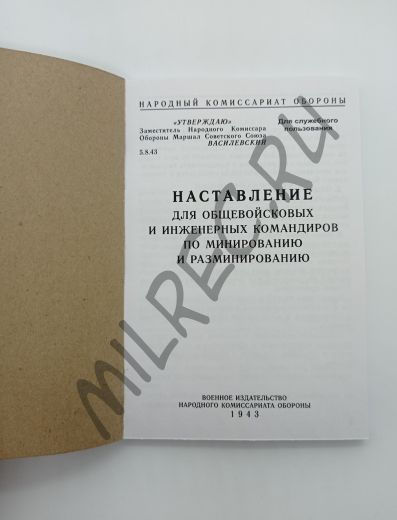 НАРОДНЫЙ КОМИССАРИАТ ОБОРОНЫ
«УТВЕРЖДАЮ»
Заместитель Народного Комиссара
Обороны Маршал Советского Союза
ВАСИЛЕВСКИЙ
5.8.43
Для служебного
пользования
НАСТАВЛЕНИЕ
ДЛЯ ОБЩЕВОЙСКОВЫХ
И ИНЖЕНЕРНЫХ КОМАНДИРОВ
ПО МИНИРОВАНИЮ
И РАЗМИНИРОВАНИЮ
ВОЕННОЕ ИЗДАТЕЛЬСТВО
НАРОДНОГО КОМИССАРИАТА ОБОРОНЫ
1943
MILREC.RU